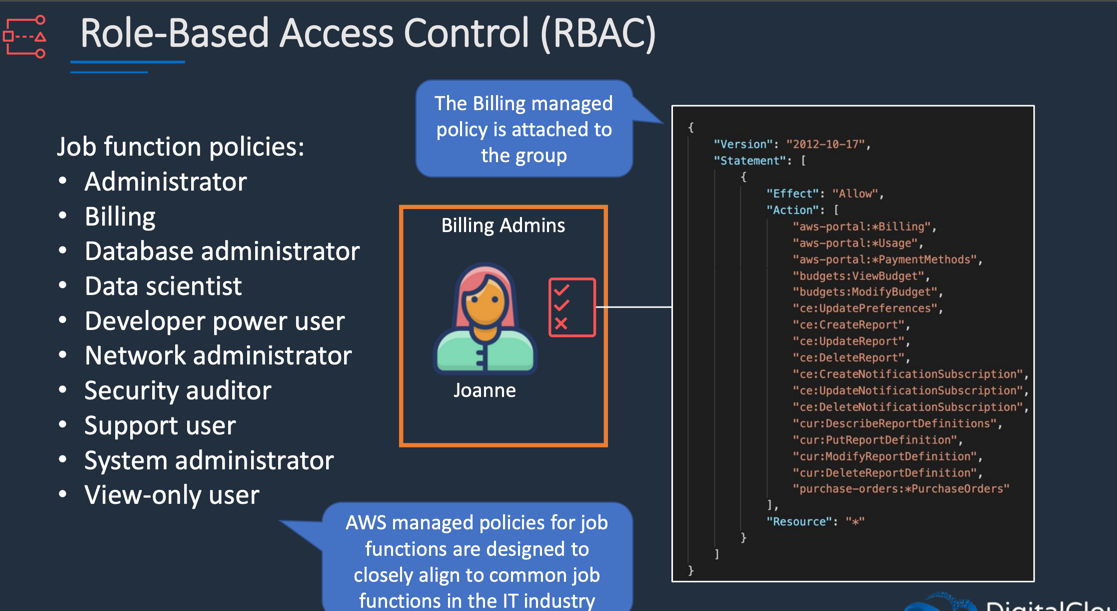 Role-Based Access Control (RBAC)
The Billing managed
policy is attached to
the group
Job function policies:
• Administrator
• Billing
• Database administrator
• Data scientist
• Developer power user
• Network administrator
• Security auditor
• Support user
• System administrator
• View-only user
Billing Admins
Joanne
{
"Version": "2012-10-17",
"Statement": [
{
"Effect": "Allow",
"Action": [
"aws-portal:*Billing",
"aws-portal:*Usage",
"aws-portal:*PaymentMethods",
"budgets:ViewBudget",
"budgets:ModifyBudget",
"ce:UpdatePreferences",
"ce:CreateReport",
"ce:UpdateReport",
"ce:DeleteReport",
"ce:CreateNotificationSubscription",
"ce:UpdateNotificationSubscription",
"ce:DeleteNotificationSubscription",
"cur:DescribeReportDefinitions",
"cur:PutReportDefinition",
"cur:ModifyReportDefinition",
"cur:DeleteReportDefinition",
"purchase-orders:*PurchaseOrders"
],
"Resource": "*"
}
]
}
AWS managed policies for job
functions are designed to
closely align to common job
functions in the IT industry